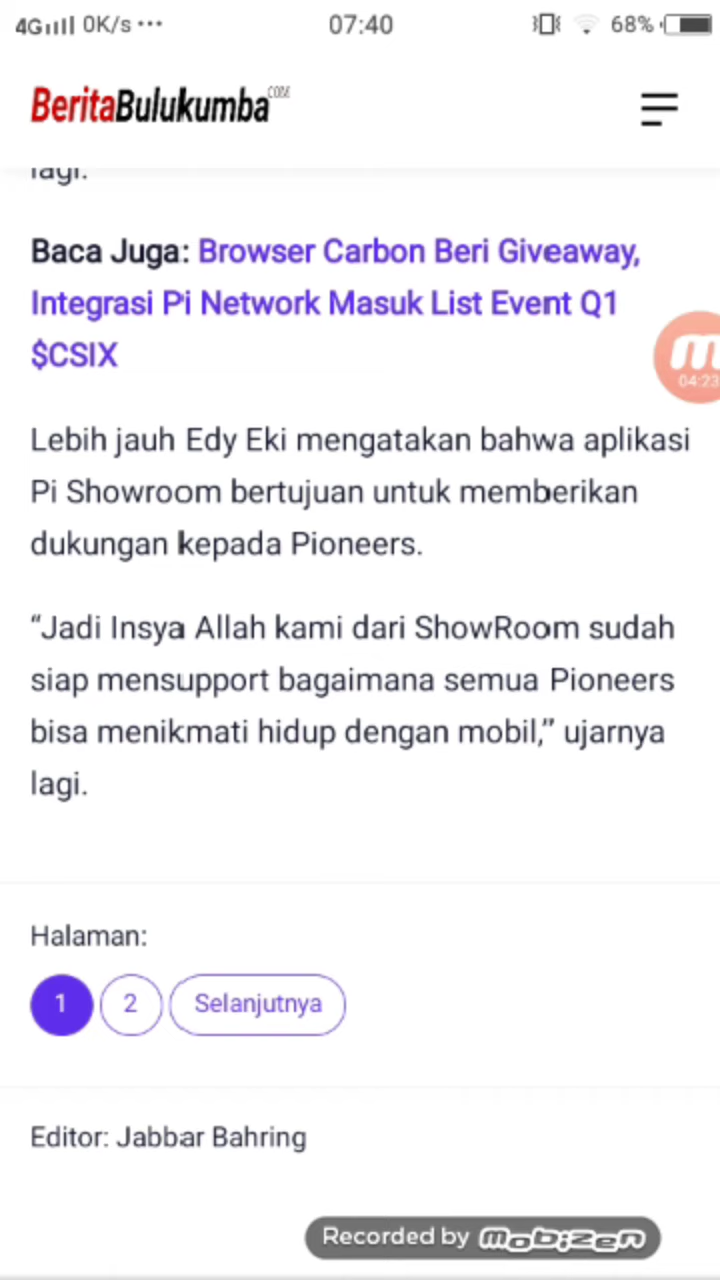 4G 0K/s ... 07:40 68%
BeritaBulukumba.COM
lagi.
Baca Juga: Browser Carbon Beri Giveaway,
Integrasi Pi Network Masuk List Event Q1
$CSIX
m
04:23
Lebih jauh Edy Eki mengatakan bahwa aplikasi
Pi Showroom bertujuan untuk memberikan
dukungan kepada Pioneers.
“Jadi Insya Allah kami dari ShowRoom sudah
siap mensupport bagaimana semua Pioneers
bisa menikmati hidup dengan mobil,” ujarnya
lagi.
Halaman:
1 2 Selanjutnya
Editor: Jabbar Bahring
Recorded by mobizen